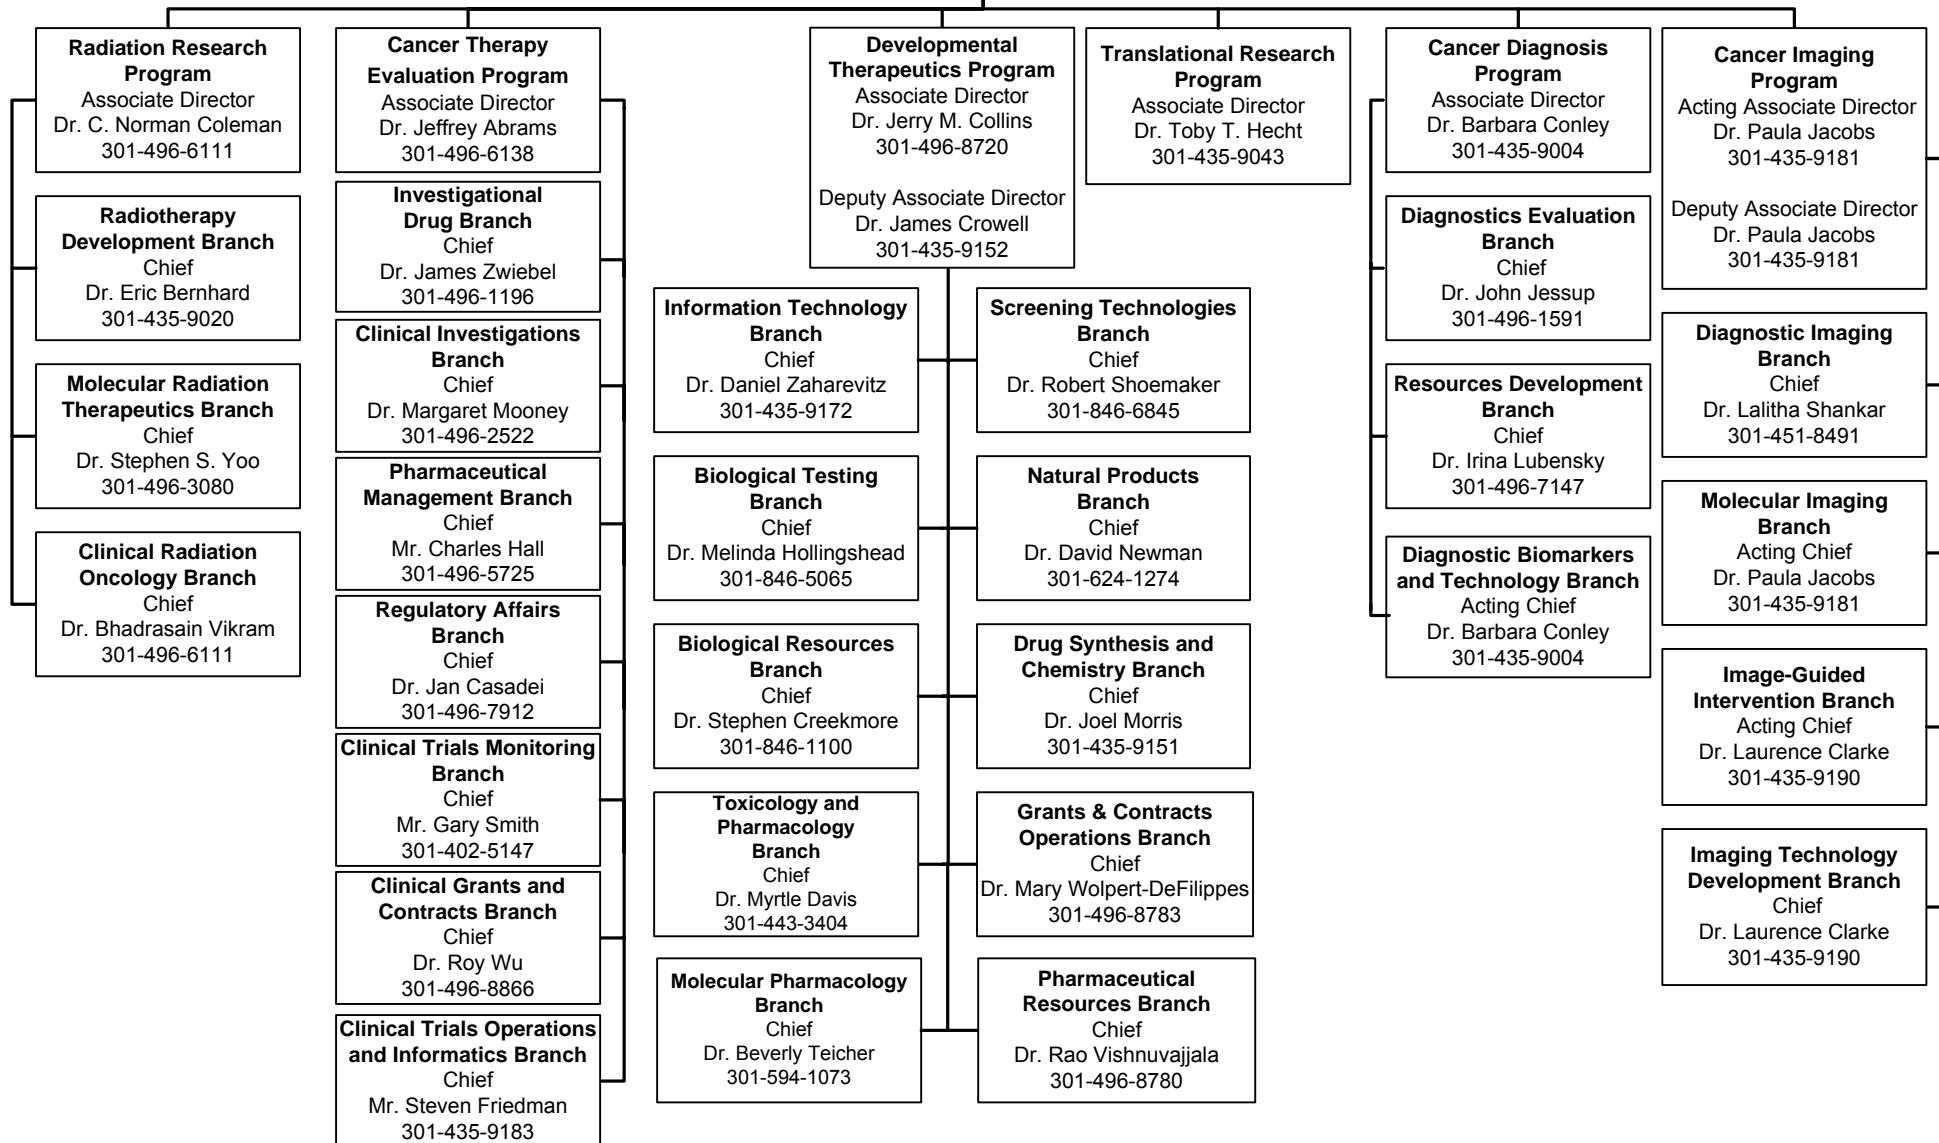 Radiation Research
Program
Associate Director
Dr. C. Norman Coleman
301-496-6111
Radiotherapy
Development Branch
Chief
Dr. Eric Bernhard
301-435-9020
Molecular Radiation
Therapeutics Branch
Chief
Dr. Stephen S. Yoo
301-496-3080
Clinical Radiation
Oncology Branch
Chief
Dr. Bhadrasain Vikram
301-496-6111
Cancer Therapy
Evaluation Program
Associate Director
Dr. Jeffrey Abrams
301-496-6138
Investigational
Drug Branch
Chief
Dr. James Zwiebel
301-496-1196
Clinical Investigations
Branch
Chief
Dr. Margaret Mooney
301-496-2522
Pharmaceutical
Management Branch
Chief
Mr. Charles Hall
301-496-5725
Regulatory Affairs
Branch
Chief
Dr. Jan Casadei
301-496-7912
Clinical Trials Monitoring
Branch
Chief
Mr. Gary Smith
301-402-5147
Clinical Grants and
Contracts Branch
Chief
Dr. Roy Wu
301-496-8866
Clinical Trials Operations
and Informatics Branch
Chief
Mr. Steven Friedman
301-435-9183
Developmental
Therapeutics Program
Associate Director
Dr. Jerry M. Collins
301-496-8720
Deputy Associate Director
Dr. James Crowell
301-435-9152
Information Technology
Branch
Chief
Dr. Daniel Zaharevitz
301-435-9172
Biological Testing
Branch
Chief
Dr. Melinda Hollingshead
301-846-5065
Biological Resources
Branch
Chief
Dr. Stephen Creekmore
301-846-1100
Toxicology and
Pharmacology
Branch
Chief
Dr. Myrtle Davis
301-443-3404
Molecular Pharmacology
Branch
Chief
Dr. Beverly Teicher
301-594-1073
Screening Technologies
Branch
Chief
Dr. Robert Shoemaker
301-846-6845
Natural Products
Branch
Chief
Dr. David Newman
301-624-1274
Drug Synthesis and
Chemistry Branch
Chief
Dr. Joel Morris
301-435-9151
Grants & Contracts
Operations Branch
Chief
Dr. Mary Wolpert-DeFilippes
301-496-8783
Pharmaceutical
Resources Branch
Chief
Dr. Rao Vishnuvajjala
301-496-8780
Translational Research
Program
Associate Director
Dr. Toby T. Hecht
301-435-9043
Cancer Diagnosis
Program
Associate Director
Dr. Barbara Conley
301-435-9004
Diagnostics Evaluation
Branch
Chief
Dr. John Jessup
301-496-1591
Resources Development
Branch
Chief
Dr. Irina Lubensky
301-496-7147
Diagnostic Biomarkers
and Technology Branch
Acting Chief
Dr. Barbara Conley
301-435-9004
Cancer Imaging
Program
Acting Associate Director
Dr. Paula Jacobs
301-435-9181
Deputy Associate Director
Dr. Paula Jacobs
301-435-9181
Diagnostic Imaging
Branch
Chief
Dr. Lalitha Shankar
301-451-8491
Molecular Imaging
Branch
Acting Chief
Dr. Paula Jacobs
301-435-9181
Image-Guided
Intervention Branch
Acting Chief
Dr. Laurence Clarke
301-435-9190
Imaging Technology
Development Branch
Chief
Dr. Laurence Clarke
301-435-9190